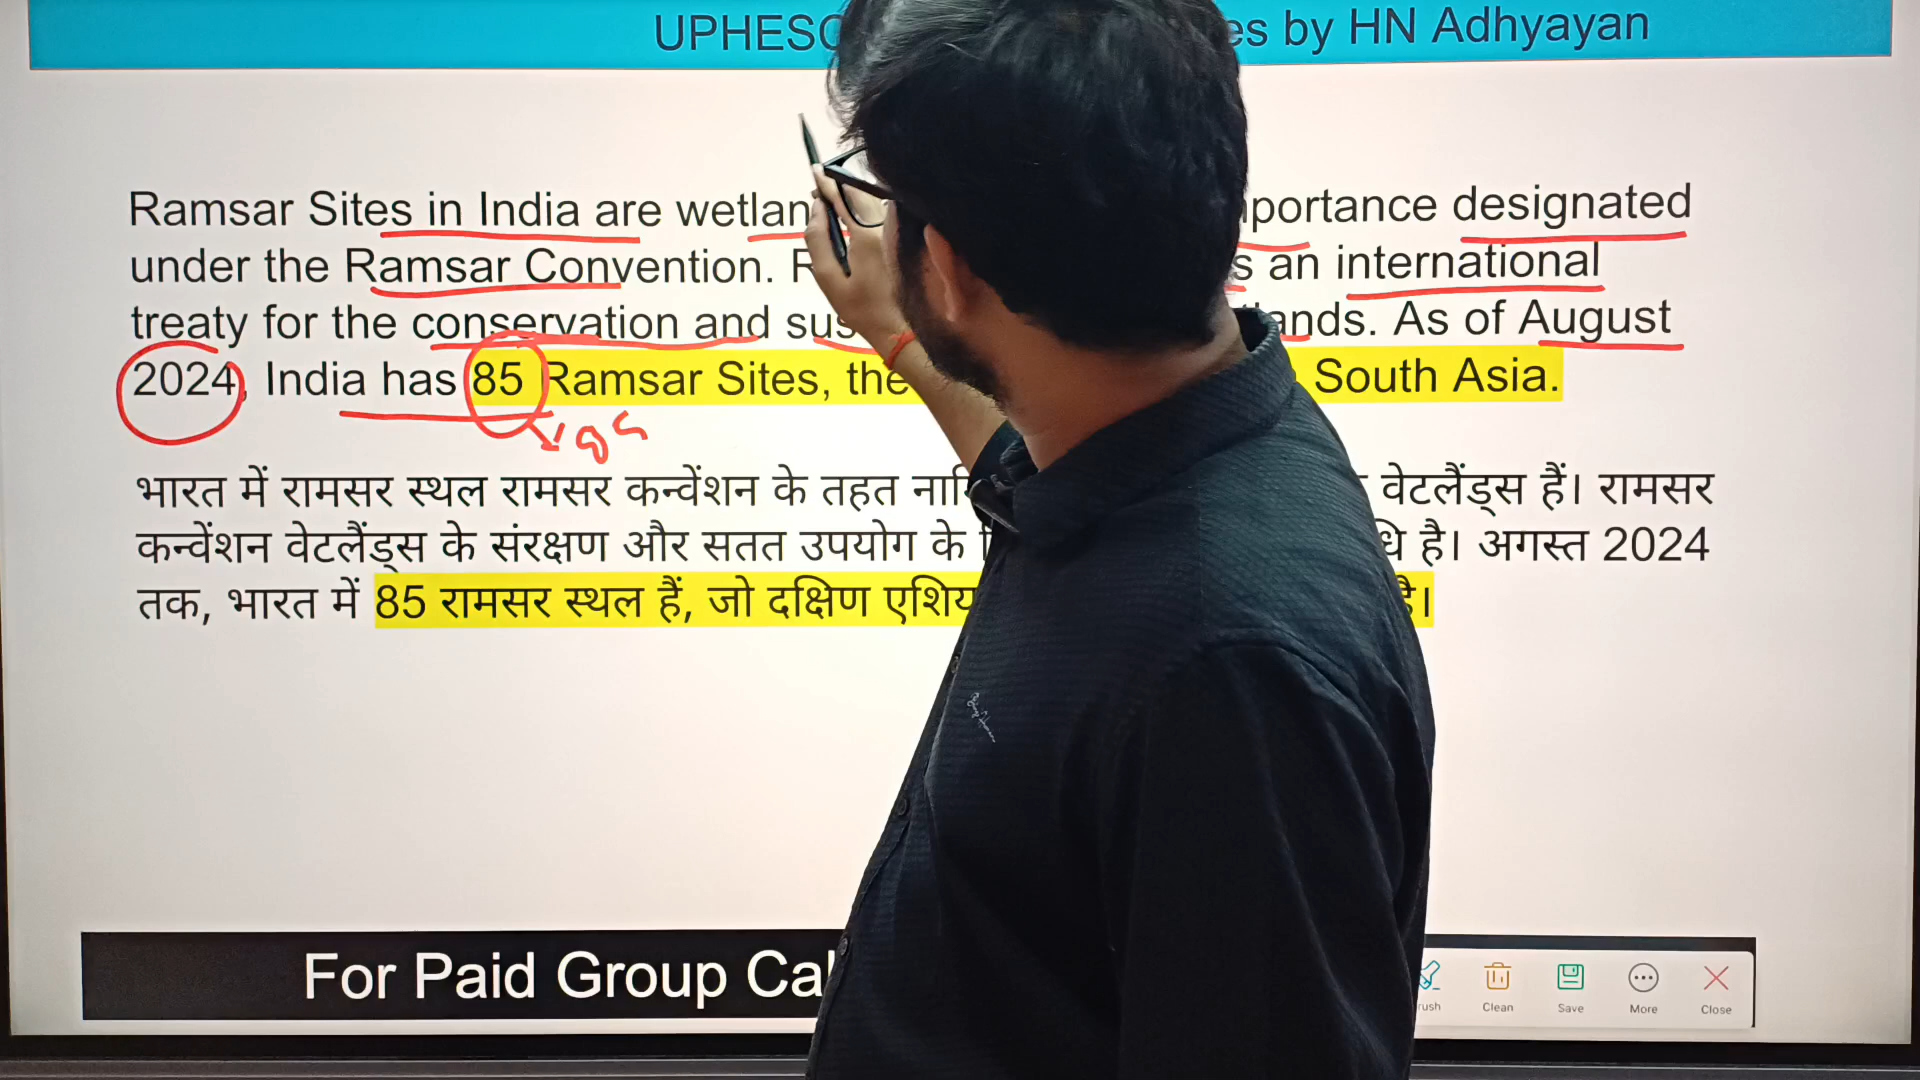 UPHESC es by HN Adhyayan
Ramsar Sites in India are wetlan portance designated
under the Ramsar Convention. R s an international
treaty for the conservation and sus ands. As of August
2024, India has 85 Ramsar Sites, the South Asia.
85
भारत में रामसर स्थल रामसर कन्वेंशन के तहत वेटलैंड्स हैं। रामसर
कन्वेंशन वेटलैंड्स के संरक्षण और सतत उपयोग के धि है। अगस्त 2024
तक, भारत में 85 रामसर स्थल हैं, जो दक्षिण एशिय है।
For Paid Group Cal
rush Clean Save More Close